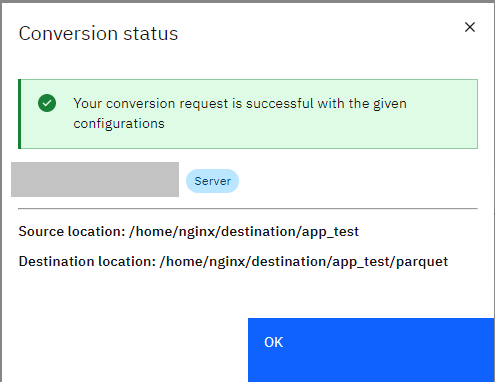 Conversion status
Your conversion request is successful with the given
configurations
Server
Source location: /home/nginx/destination/app_test
Destination location: /home/nginx/destination/app_test/parquet
OK